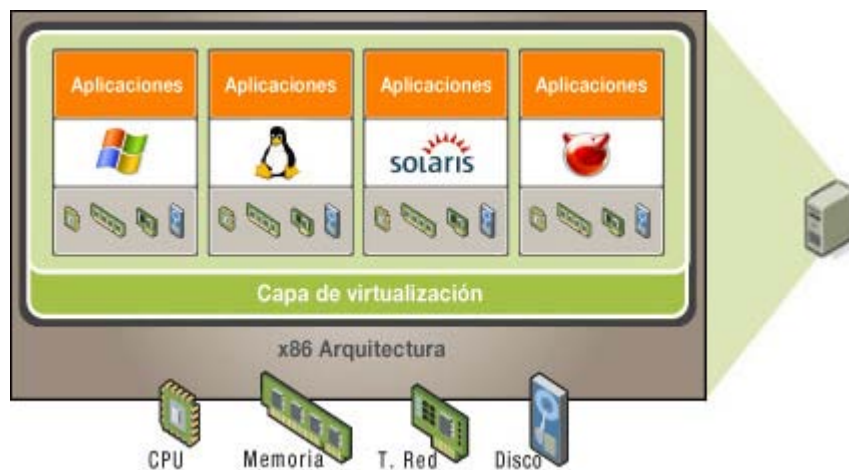 Aplicaciones
Aplicaciones
Aplicaciones
Aplicaciones
solaris
Capa de virtualización
x86 Arquitectura
CPU
Memoria
T. Red
Disco